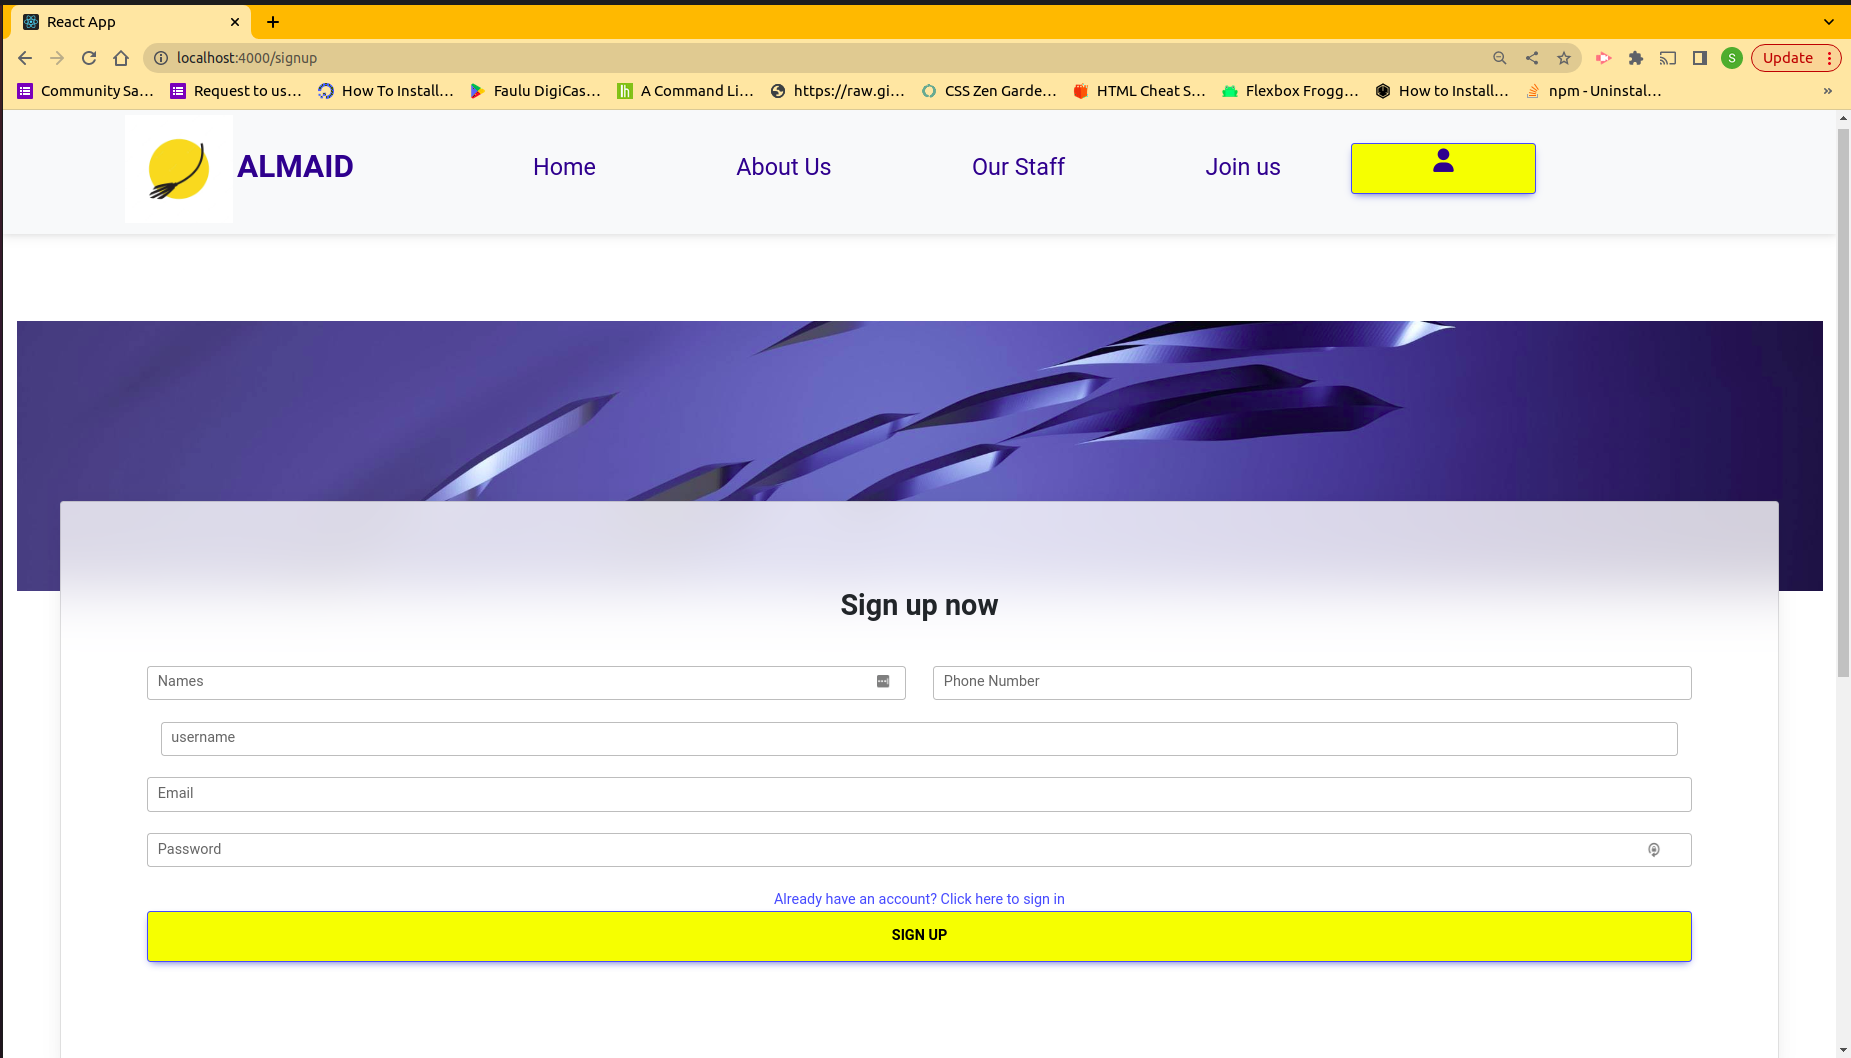 React App
localhost:4000/signup
S
Update
Community Sa...
Request to us...
How To Install...
Faulu DigiCas...
A Command Li...
https://raw.gi...
CSS Zen Garde...
HTML Cheat S...
Flexbox Frogg...
How to Install...
npm - Uninstal...
ALMAID
Home
About Us
Our Staff
Join us
Sign up now
Names
Phone Number
username
Email
Password
Already have an account? Click here to sign in
SIGN UP